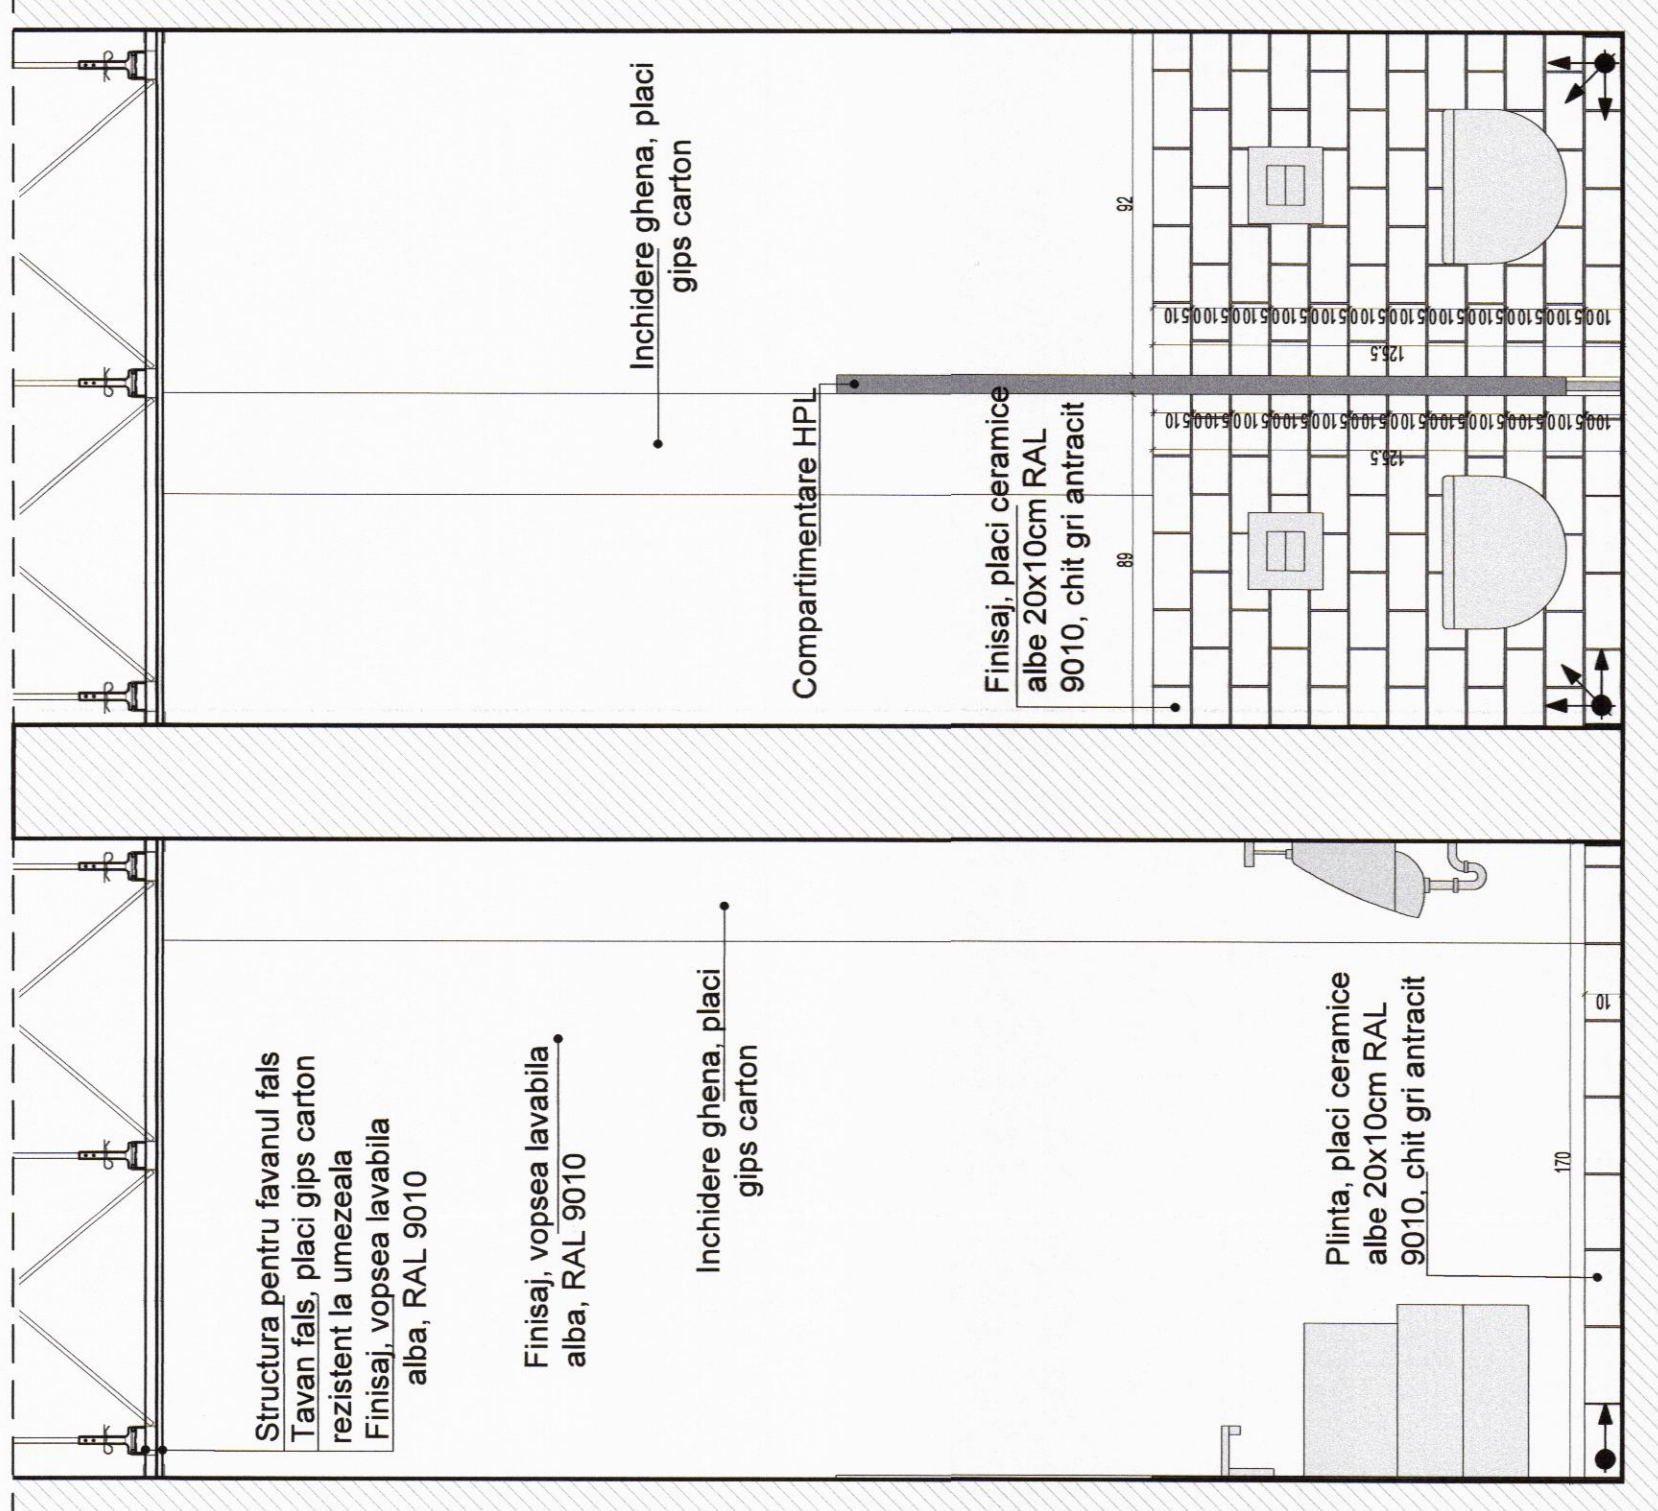 Structura pentru favanul fals
Tavan fals, placi gips carton
rezistent la umezeala
Finisaj, vopsea lavabila
alba, RAL 9010
Finisaj, vopsea lavabila
alba, RAL 9010
Inchidere ghena, placi
gips carton
Plinta, placi ceramice
albe 20x10cm RAL
9010, chit gri antracit
170
10
Inchidere ghena, placi
gips carton
Compartimentare HPL
Finisaj, placi ceramice
albe 20x10cm RAL
9010, chit gri antracit
89
92
125.5
125.5